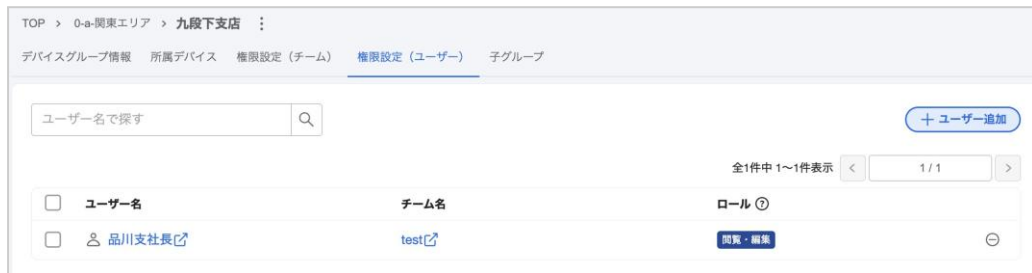 TOP > 0-a-関東エリア > 九段下支店
デバイスグループ情報 所属デバイス 権限設定（チーム） 権限設定（ユーザー） 子グループ
ユーザー名で探す
＋ ユーザー追加
全1件中 1〜1件表示 < 1 / 1 >
ユーザー名 チーム名 ロール ?
品川支社長 test 閲覧・編集